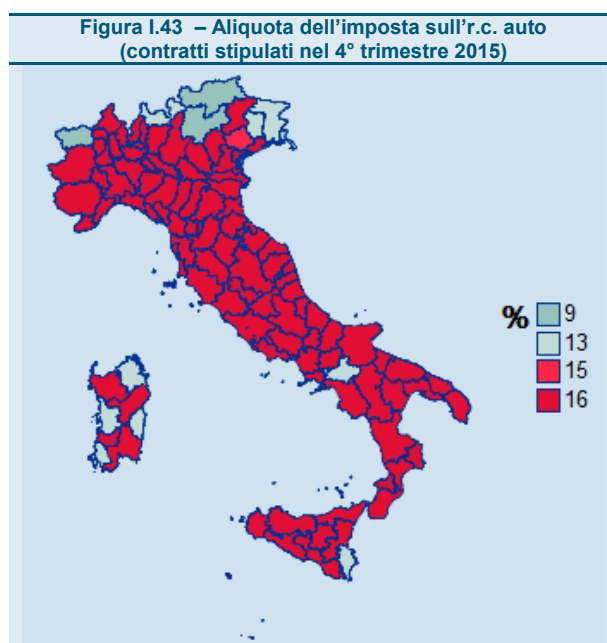 Figura I.43 – Aliquota dell’imposta sull’r.c. auto
(contratti stipulati nel 4° trimestre 2015)
% 9
13
15
16